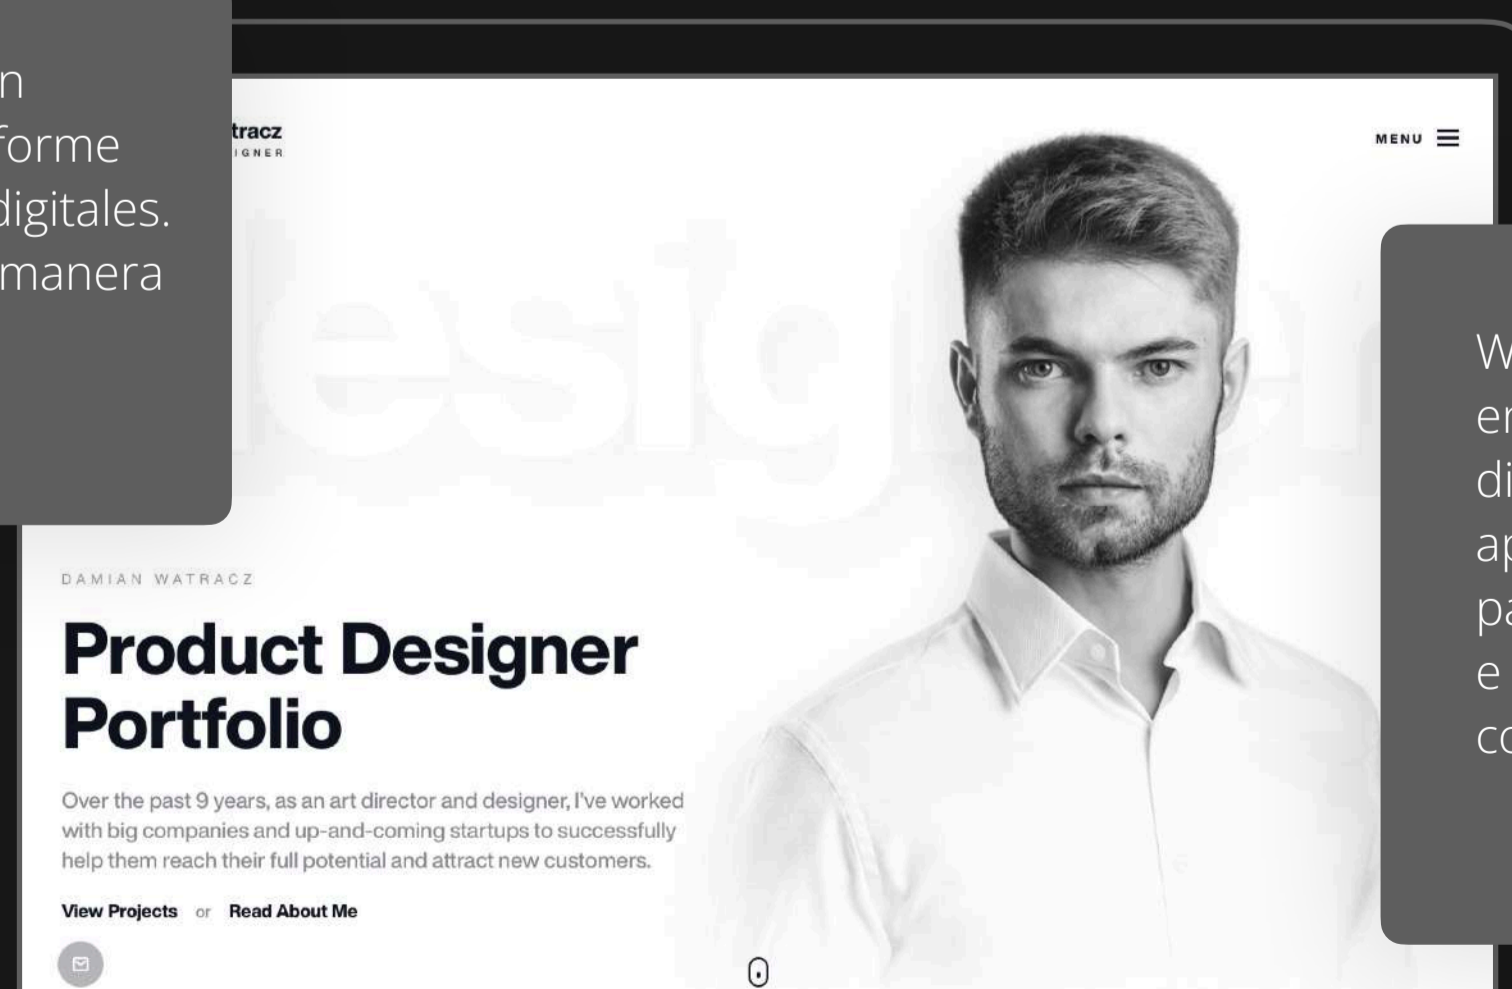 n
forme
digitales.
manera
tracz
IGNER
MENU
designer
DAMIAN WATRACZ
Product Designer
Portfolio
Over the past 9 years, as an art director and designer, I've worked
with big companies and up-and-coming startups to successfully
help them reach their full potential and attract new customers.
View Projects or Read About Me
W
en
di
ap
pa
e
co